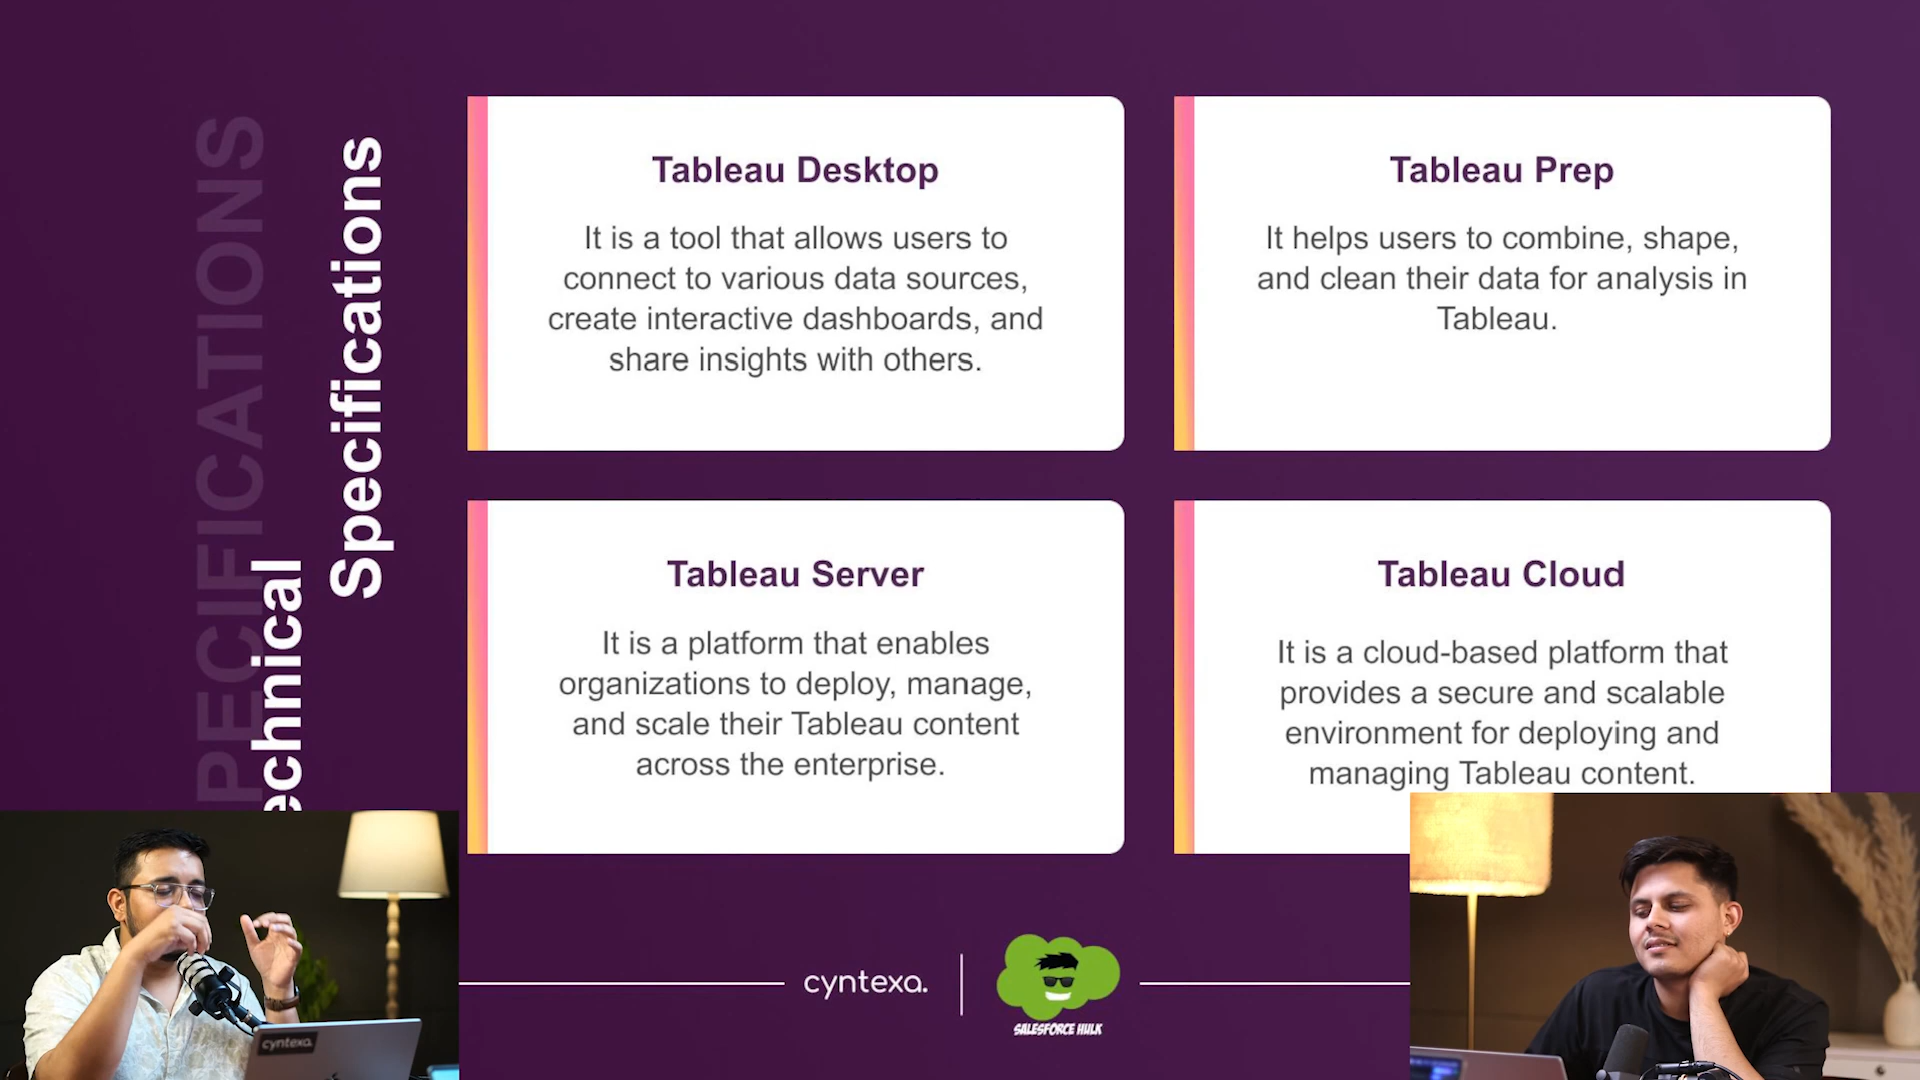 SPECIFICATIONS
echnical
Specifications
Tableau Desktop
It is a tool that allows users to
connect to various data sources,
create interactive dashboards, and
share insights with others.
Tableau Prep
It helps users to combine, shape,
and clean their data for analysis in
Tableau.
Tableau Server
It is a platform that enables
organizations to deploy, manage,
and scale their Tableau content
across the enterprise.
Tableau Cloud
It is a cloud-based platform that
provides a secure and scalable
environment for deploying and
managing Tableau content.
cyntexa.
SALESFORCE HULK
cyntexa.